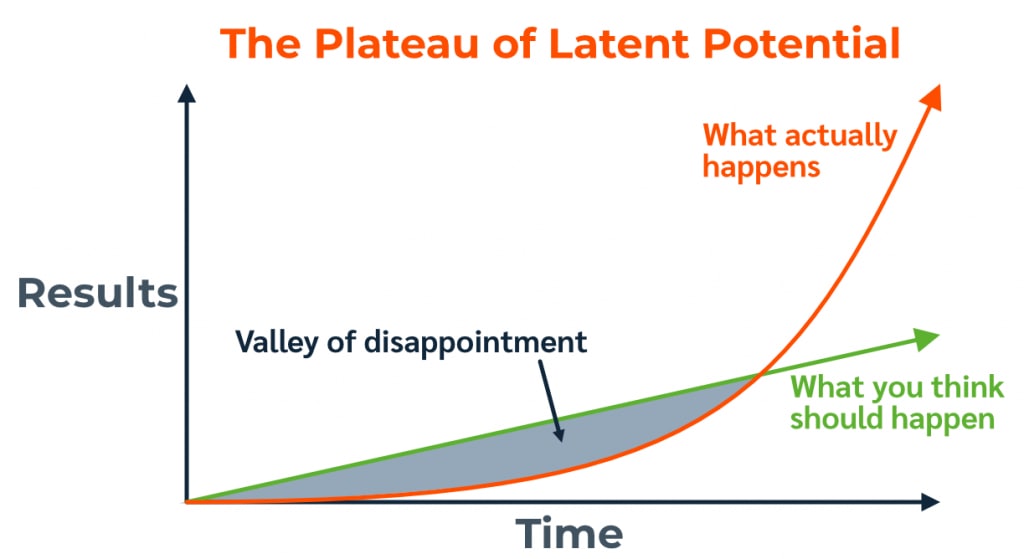 The Plateau of Latent Potential
What actually
happens
Results
Valley of disappointment
What you think
should happen
Time